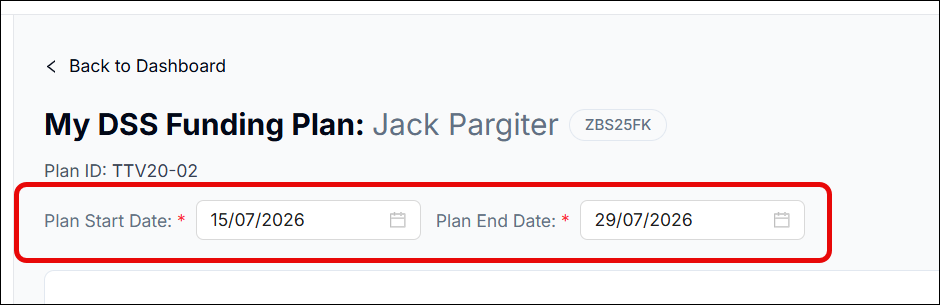 Back to Dashboard
My DSS Funding Plan: Jack Pargiter ZBS25FK
Plan ID: TTV20-02
Plan Start Date: * 15/07/2026 Plan End Date: * 29/07/2026